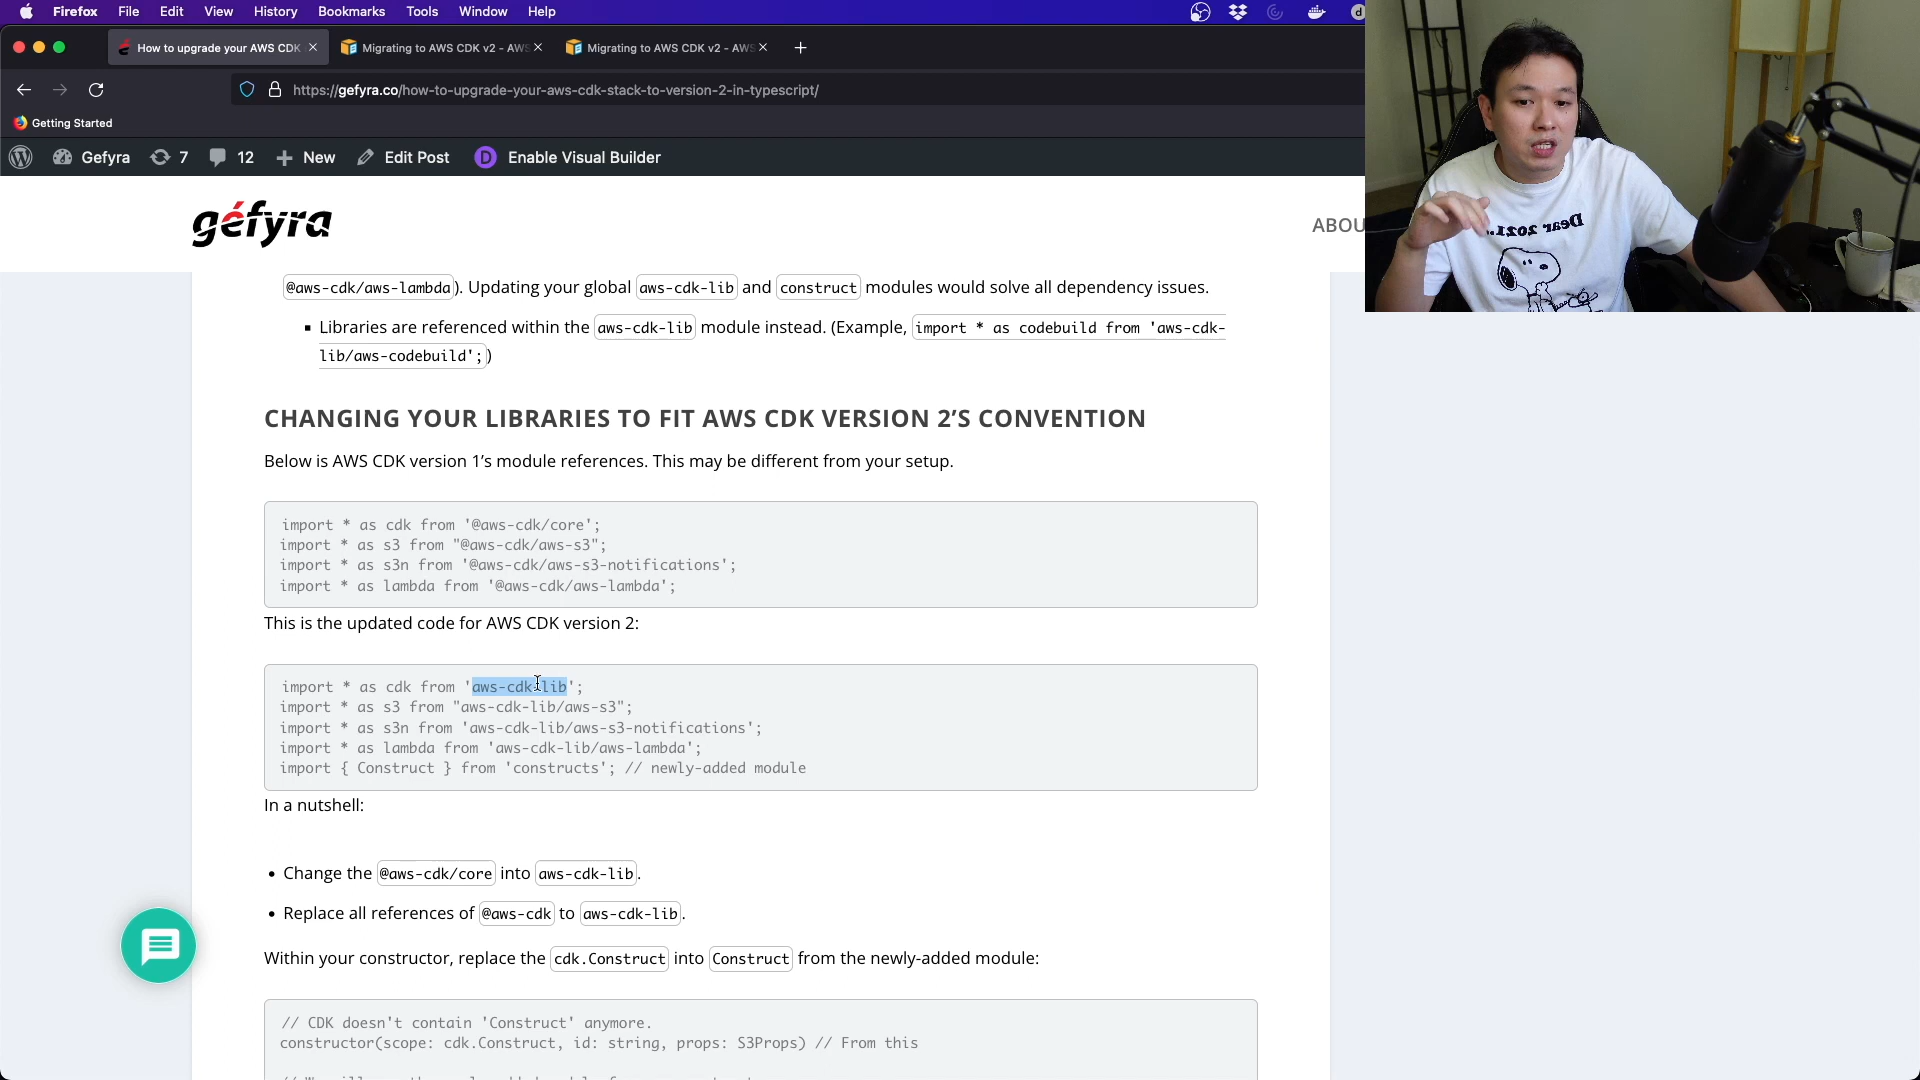 Firefox File Edit View History Bookmarks Tools Window Help
How to upgrade your AWS CDK
Migrating to AWS CDK v2 - AWS
Migrating to AWS CDK v2 - AWS
https://gefyra.co/how-to-upgrade-your-aws-cdk-stack-to-version-2-in-typescript/
Getting Started
Gefyra 7 12 New Edit Post D Enable Visual Builder
géfyra
ABOU
Dear 2021...
@aws-cdk/aws-lambda). Updating your global aws-cdk-lib and construct modules would solve all dependency issues.
▪ Libraries are referenced within the aws-cdk-lib module instead. (Example, import * as codebuild from 'aws-cdk-
lib/aws-codebuild';)
CHANGING YOUR LIBRARIES TO FIT AWS CDK VERSION 2’S CONVENTION
Below is AWS CDK version 1’s module references. This may be different from your setup.
import * as cdk from '@aws-cdk/core';
import * as s3 from "@aws-cdk/aws-s3";
import * as s3n from '@aws-cdk/aws-s3-notifications';
import * as lambda from '@aws-cdk/aws-lambda';
This is the updated code for AWS CDK version 2:
import * as cdk from 'aws-cdk-lib';
import * as s3 from "aws-cdk-lib/aws-s3";
import * as s3n from 'aws-cdk-lib/aws-s3-notifications';
import * as lambda from 'aws-cdk-lib/aws-lambda';
import { Construct } from 'constructs'; // newly-added module
In a nutshell:
• Change the @aws-cdk/core into aws-cdk-lib.
• Replace all references of @aws-cdk to aws-cdk-lib.
Within your constructor, replace the cdk.Construct into Construct from the newly-added module:
// CDK doesn't contain 'Construct' anymore.
constructor(scope: cdk.Construct, id: string, props: S3Props) // From this